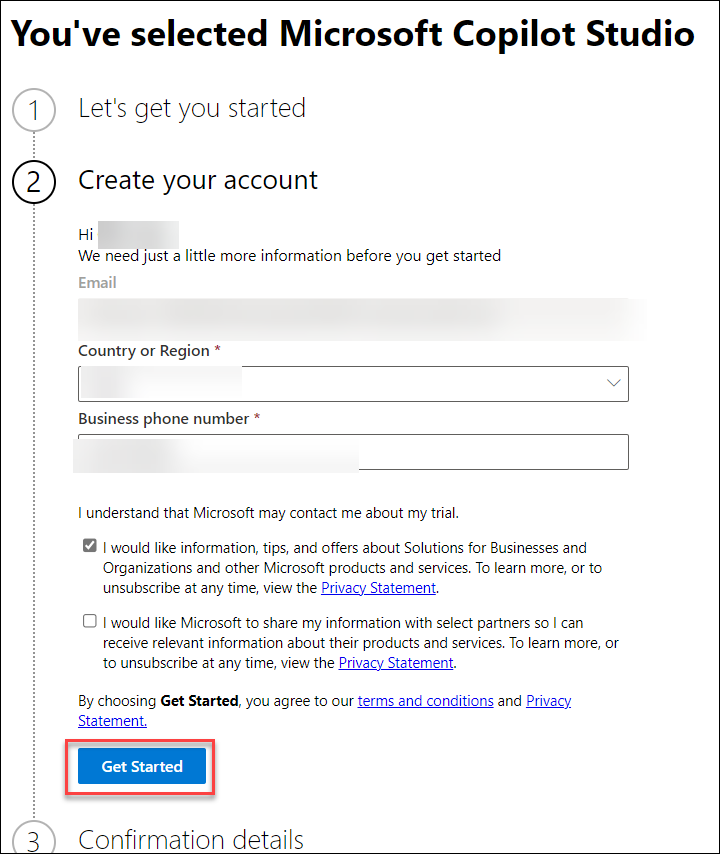 You've selected Microsoft Copilot Studio
1
Let's get you started
2
Create your account
Hi
We need just a little more information before you get started
Email
Country or Region *
Business phone number *
I understand that Microsoft may contact me about my trial.
I would like information, tips, and offers about Solutions for Businesses and
Organizations and other Microsoft products and services. To learn more, or to
unsubscribe at any time, view the Privacy Statement.
I would like Microsoft to share my information with select partners so I can
receive relevant information about their products and services. To learn more, or
to unsubscribe at any time, view the Privacy Statement.
By choosing Get Started, you agree to our terms and conditions and Privacy
Statement.
Get Started
3
Confirmation details